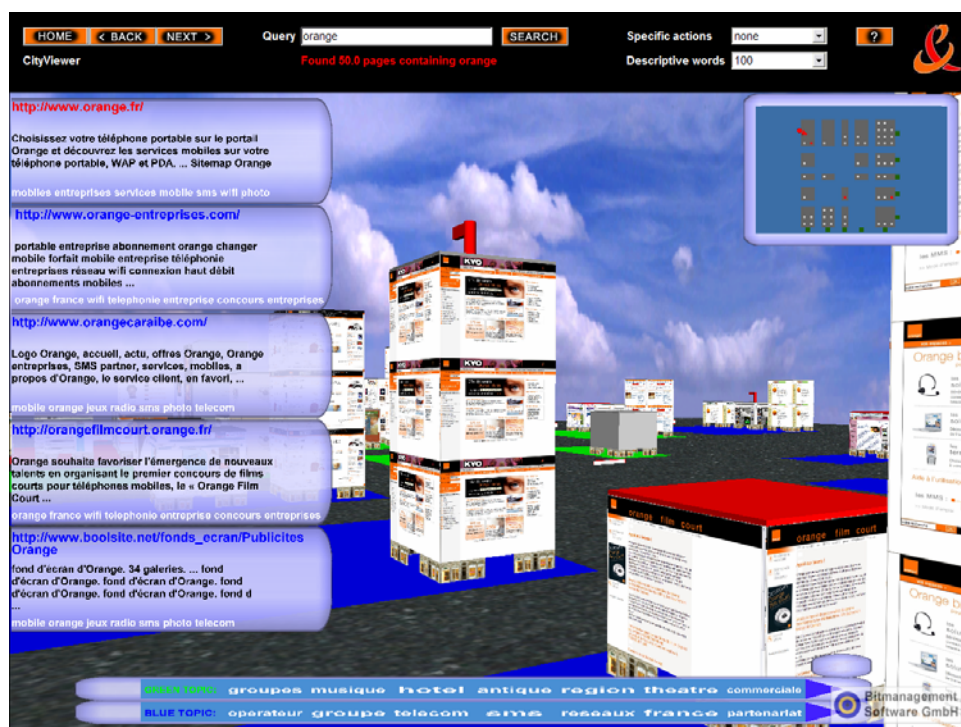 HOME
< BACK
NEXT >
Query
orange
SEARCH
Specific actions
none
?
CityViewer
Found 50,0 pages containing orange
Descriptive words
100
http://www.orange.fr/
Choisissez votre téléphone portable sur le portail
Orange et découvrez les services mobiles sur votre
téléphone portable, WAP et PDA. ... Sitemap Orange
mobiles entreprises services mobile sms wifi photo
http://www.orange-entreprises.com/
portable entreprise abonnement orange changer
mobile forfait mobile entreprise téléphonie
entreprises réseau wifi connexion haut débit
abonnements mobiles ...
orange france wifi telephonie entreprise concours entreprises
http://www.orangecaraibe.com/
Logo Orange, accueil, actu, offres Orange, Orange
entreprises, SMS partner, services, mobiles, a
propos d'Orange, le service client, en favori, ...
mobile orange jeux radio sms photo telecom
http://orangefilmcourt.orange.fr/
Orange souhaite favoriser l'émergence de nouveaux
talents en organisant le premier concours de films
courts pour téléphones mobiles, le « Orange Film
Court ...
orange france wifi telephonie entreprise concours entreprises
http://www.boolsite.net/fonds_ecran/Publicites
Orange
fond d'écran d'Orange. 34 galeries. ... fond
d'écran d'Orange. fond d'écran d'Orange. fond
d'écran d'Orange. fond d'écran d'Orange. fond d
...
mobile orange jeux radio sms photo telecom
KYO
KYO
KYO
KYO
KYO
KYO
orange film court
Orange b
Orange b
GREEN TOPIC: groupes musique hotel antique region theatre commerciale
BLUE TOPIC: operateur groupe telecom sms reseaux france partenariat
Bitmanagement
Software GmbH